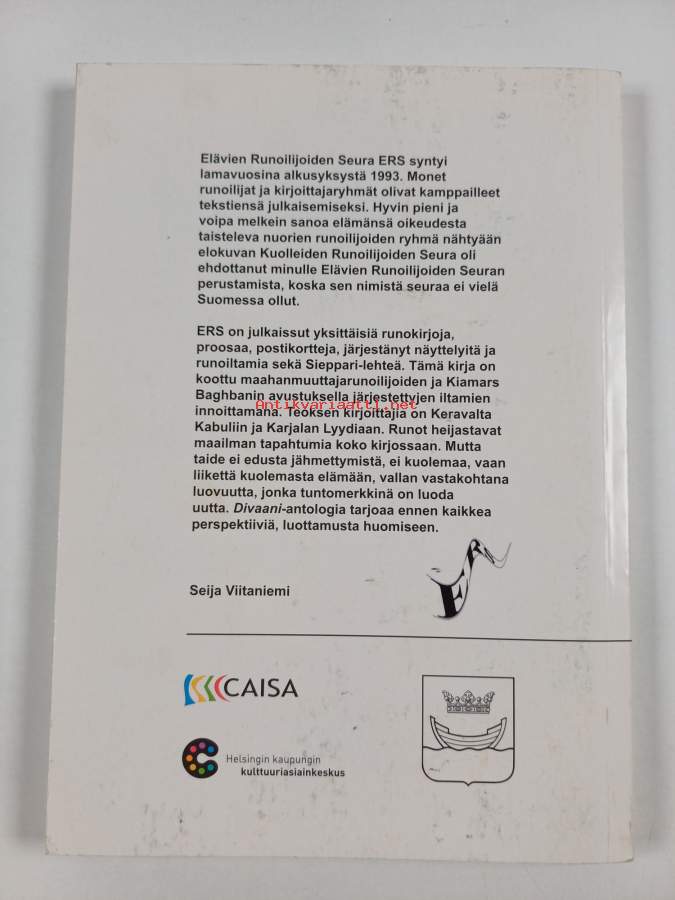 Elävien Runoilijoiden Seura ERS syntyi
lamavuosina alkusyksystä 1993. Monet
runoilijat ja kirjoittajaryhmät olivat kamppailleet
tekstiensä julkaisemiseksi. Hyvin pieni ja
voipa melkein sanoa elämänsä oikeudesta
taisteleva nuorien runoilijoiden ryhmä nähtyään
elokuvan Kuolleiden Runoilijoiden Seura oli
ehdottanut minulle Elävien Runoilijoiden Seuran
perustamista, koska sen nimistä seuraa ei vielä
Suomessa ollut.
ERS on julkaissut yksittäisiä runokirjoja,
proosaa, postikortteja, järjestänyt näyttelyitä ja
runoiltamia sekä Sieppari-lehteä. Tämä kirja on
koottu maahanmuuttajarunoilijoiden ja Kiamars
Baghbanin avustuksella järjestettyjen iltamien
Antikvariaatti.net
innoittamana. Teoksen kirjoittajia on Keravalta
Kabuliin ja Karjalan Lyydiaan. Runot heijastavat
maailman tapahtumia koko kirjossaan. Mutta
taide ei edusta jähmettymistä, ei kuolemaa, vaan
liikettä kuolemasta elämään, vallan vastakohtana
luovuutta, jonka tuntomerkkinä on luoda
uutta. Divaani-antologia tarjoaa ennen kaikkea
perspektiiviä, luottamusta huomiseen.
ERS
Seija Viitaniemi
CAISA
Helsingin kaupungin
kulttuuriasiainkeskus